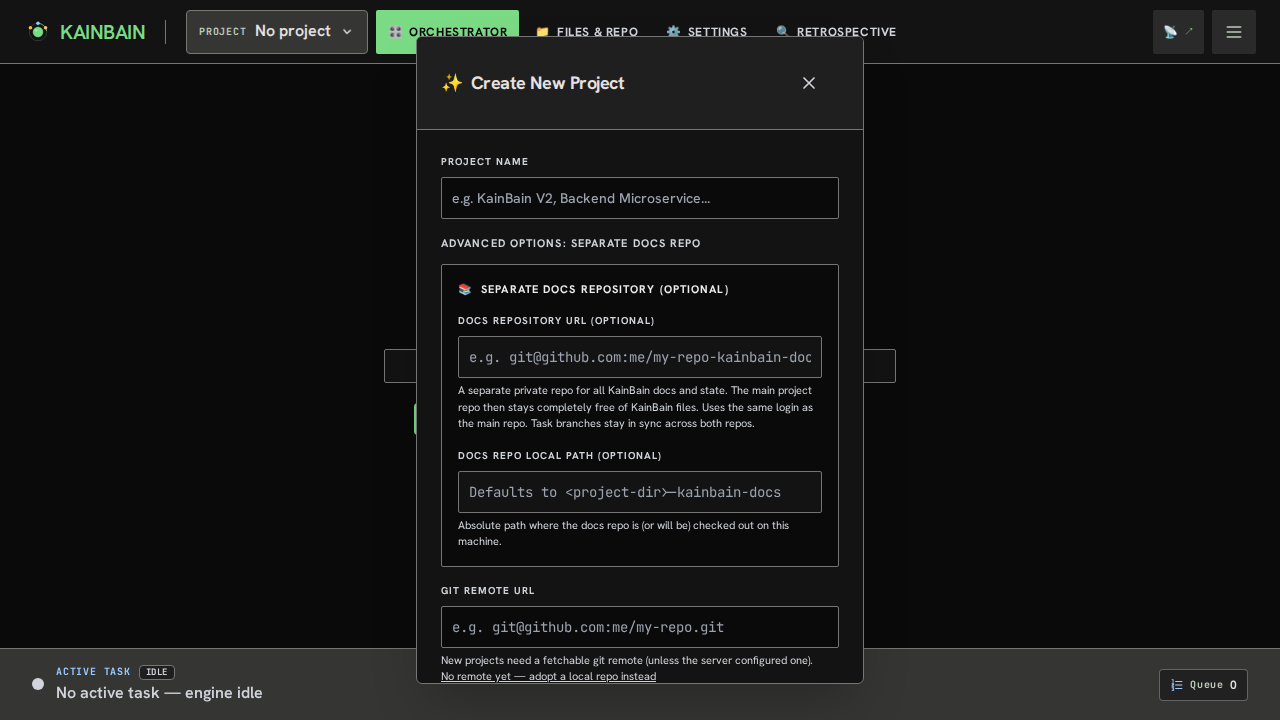 KAINBAIN
PROJECT No project
ORCHESTRATOR
FILES & REPO
SETTINGS
RETROSPECTIVE
Create New Project
PROJECT NAME
e.g. KainBain V2, Backend Microservice...
ADVANCED OPTIONS: SEPARATE DOCS REPO
SEPARATE DOCS REPOSITORY (OPTIONAL)
DOCS REPOSITORY URL (OPTIONAL)
e.g. git@github.com:me/my-repo-kainbain-doc
A separate private repo for all KainBain docs and state. The main project
repo then stays completely free of KainBain files. Uses the same login as
the main repo. Task branches stay in sync across both repos.
DOCS REPO LOCAL PATH (OPTIONAL)
Defaults to <project-dir>—kainbain-docs
Absolute path where the docs repo is (or will be) checked out on this
machine.
GIT REMOTE URL
e.g. git@github.com:me/my-repo.git
New projects need a fetchable git remote (unless the server configured one).
No remote yet — adopt a local repo instead
ACTIVE TASK IDLE
No active task — engine idle
Queue 0